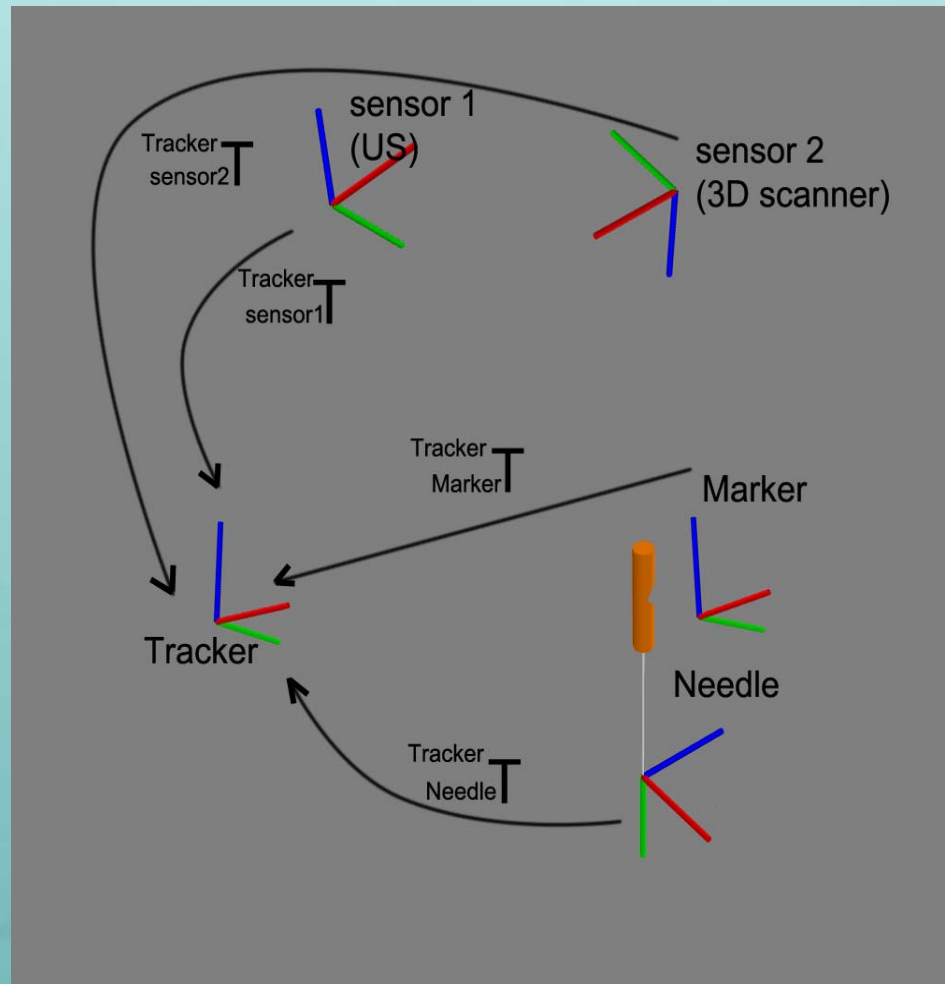 sensor 1
(US)
Tracker T
sensor2
sensor 2
(3D scanner)
Tracker T
sensor1
Tracker T
Marker
Marker
Tracker
Needle
Tracker T
Needle